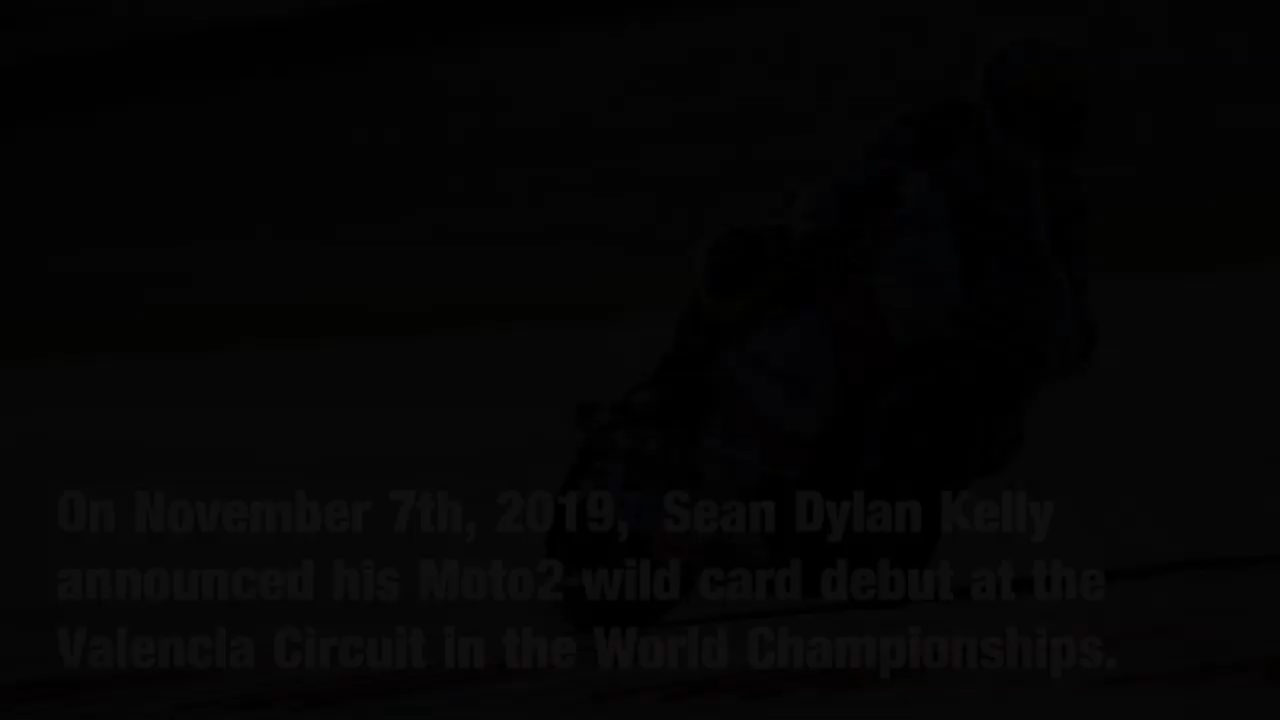 On November 7th, 2019, Sean Dylan Kelly
announced his Moto2 wild card debut at the
Valencia Circuit in the World Championships.